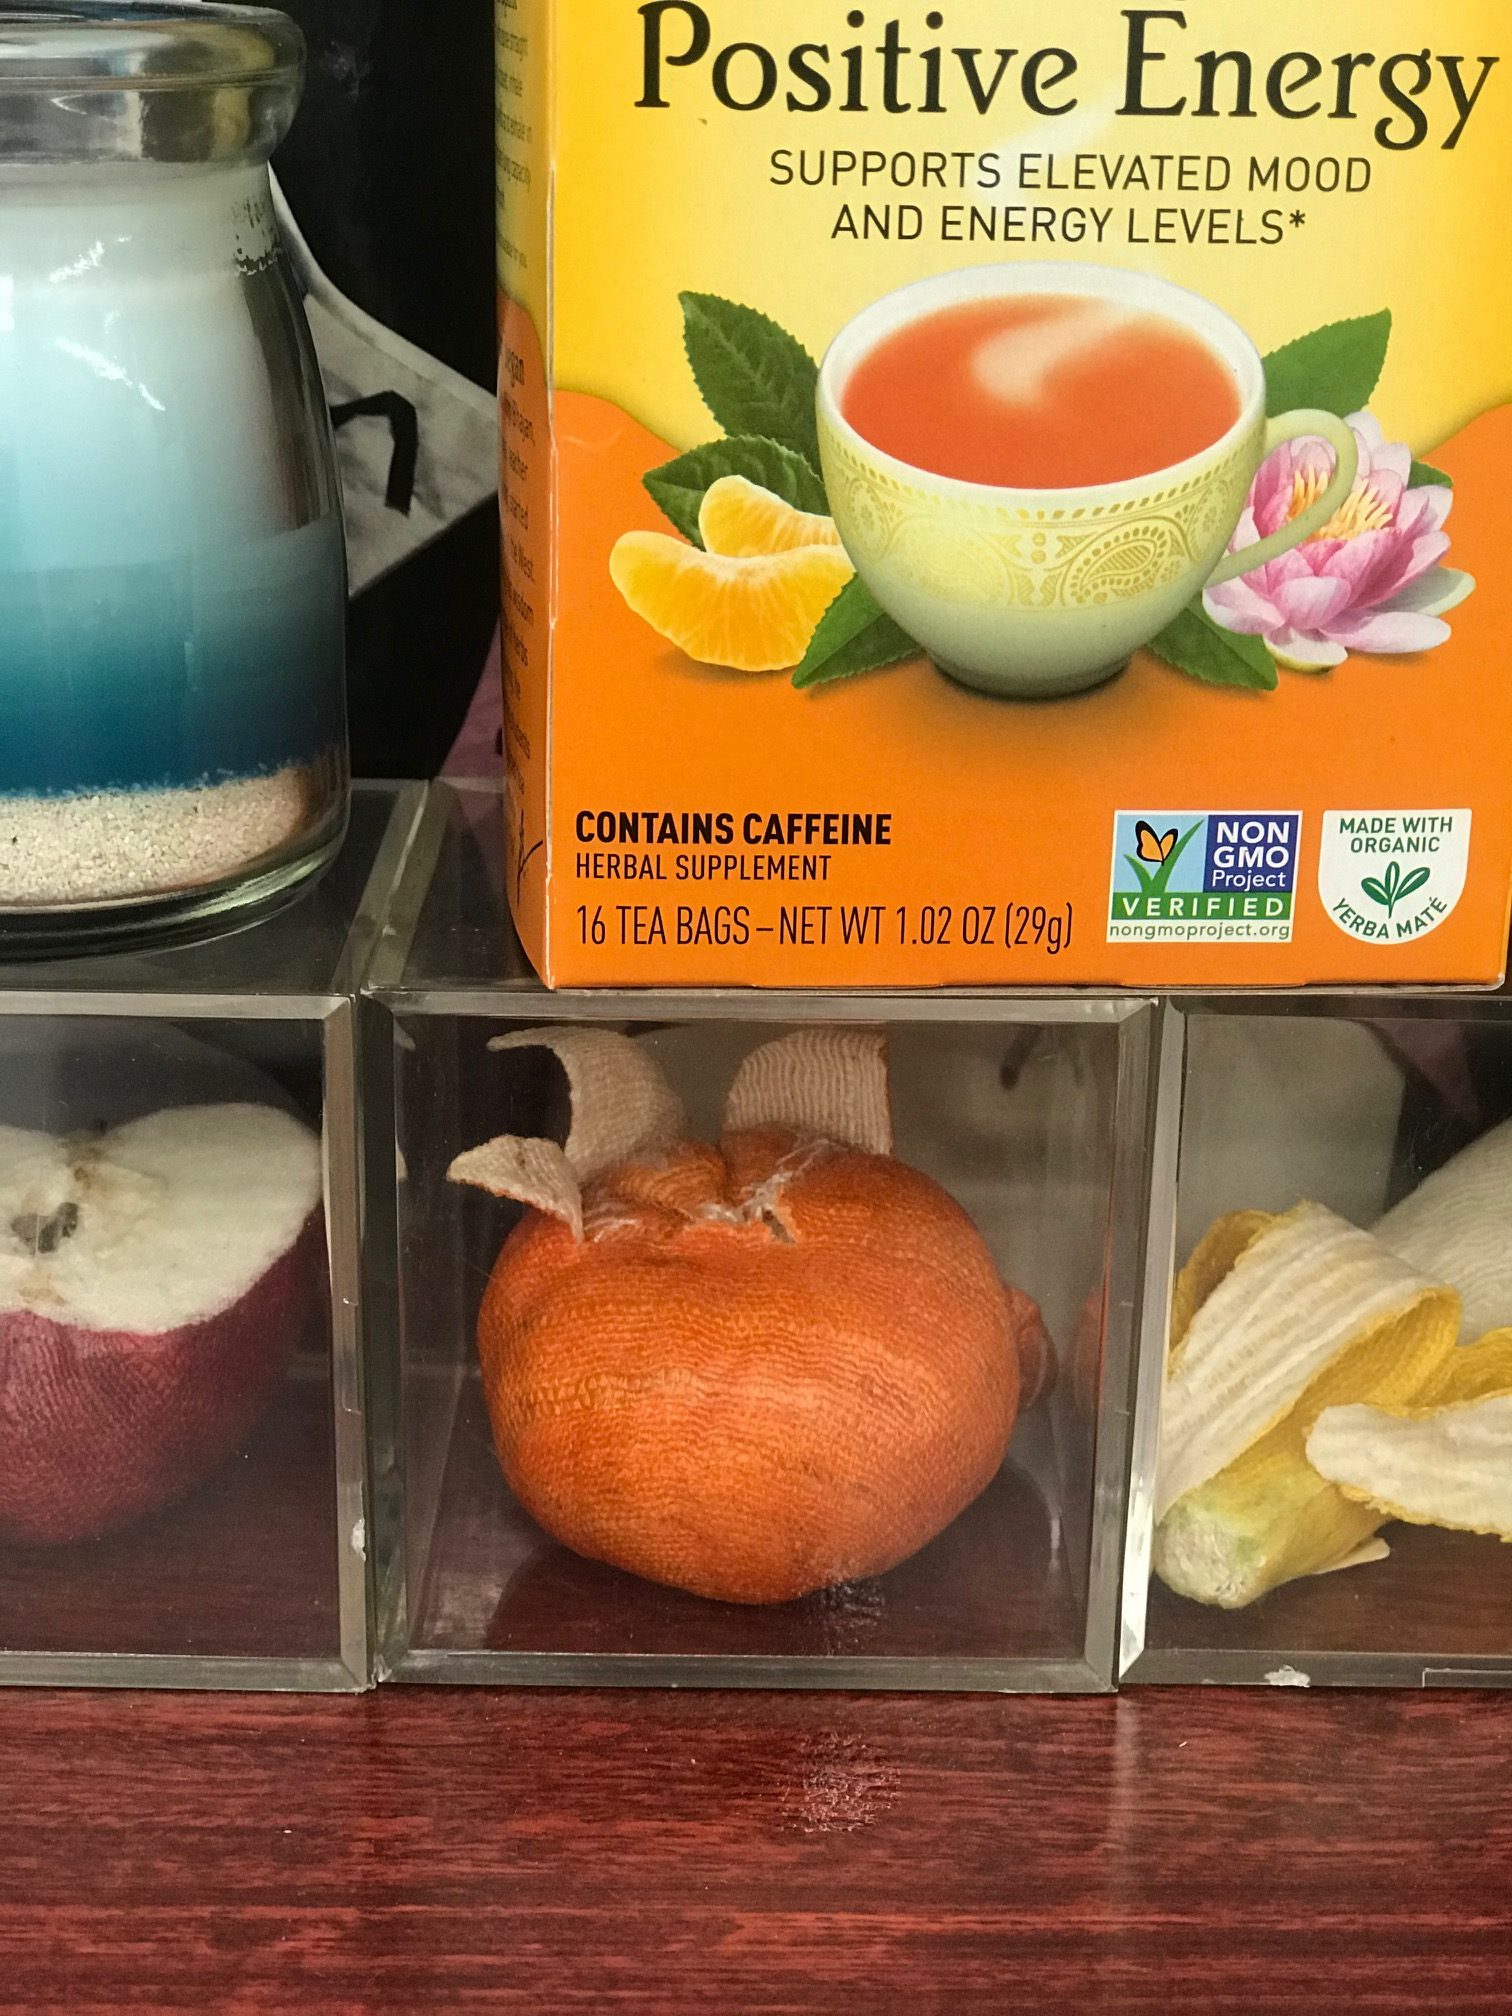 Positive Energy
SUPPORTS ELEVATED MOOD
AND ENERGY LEVELS*
CONTAINS CAFFEINE
HERBAL SUPPLEMENT
16 TEA BAGS – NET WT 1.02 OZ (29g)
NON
GMO
Project
VERIFIED
nongmoproject.org
MADE WITH
ORGANIC
YERBA MATÉ